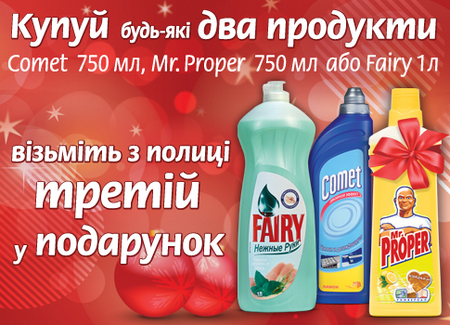 Купуй будь-які два продукти
Comet 750 мл, Mr. Proper 750 мл або Fairy 1л
візьміть з полиці
третій
у подарунок
FAIRY
Нежные Руки
Comet
Mr
PROPER